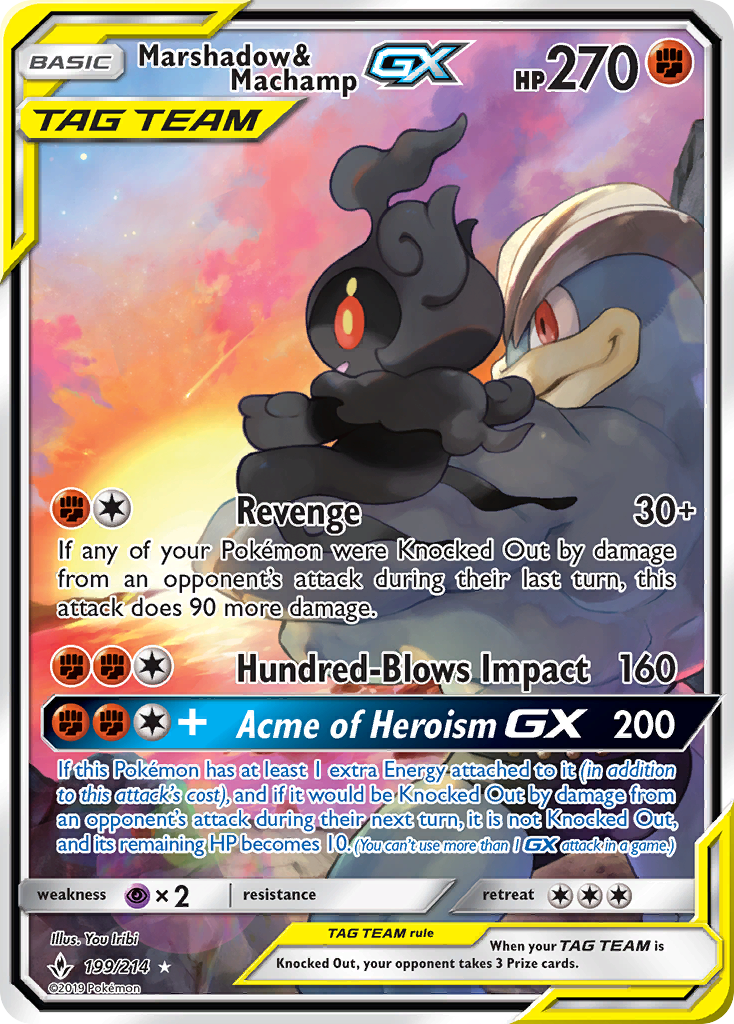 BASIC
Marshadow&
Machamp
GX
HP270
TAG TEAM
Revenge 30+
If any of your Pokémon were Knocked Out by damage
from an opponent's attack during their last turn, this
attack does 90 more damage.
Hundred-Blows Impact 160
+ Acme of Heroism GX 200
If this Pokémon has at least 1 extra Energy attached to it (in addition
to this attack's cost), and if it would be Knocked Out by damage from
an opponent's attack during their next turn, it is not Knocked Out,
and its remaining HP becomes 10. (You can't use more than 1 GX attack in a game.)
weakness ×2 resistance retreat
Illus. You Iribi
199/214
©2019 Pokémon
TAG TEAM rule
When your TAG TEAM is
Knocked Out, your opponent takes 3 Prize cards.